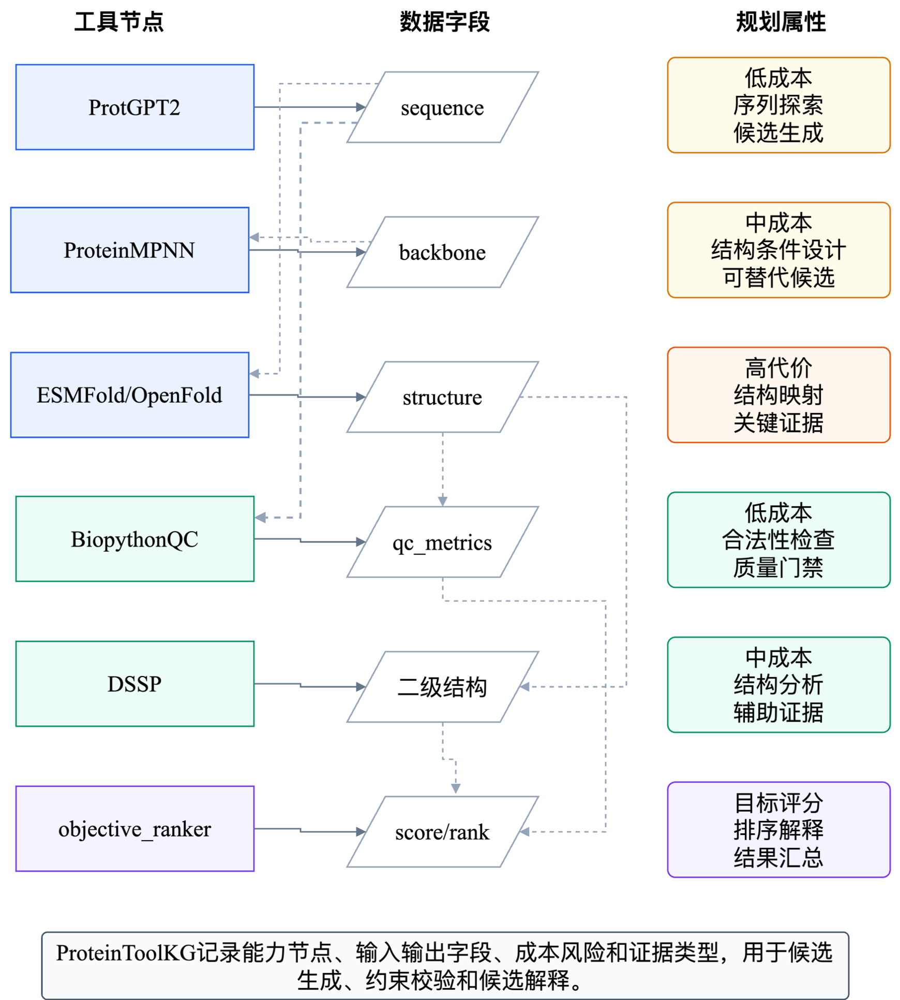 工具节点
数据字段
规划属性
ProtGPT2
sequence
低成本
序列探索
候选生成
ProteinMPNN
backbone
中成本
结构条件设计
可替代候选
ESMFold/OpenFold
structure
高代价
结构映射
关键证据
BiopythonQC
qc_metrics
低成本
合法性检查
质量门禁
DSSP
二级结构
中成本
结构分析
辅助证据
objective_ranker
score/rank
目标评分
排序解释
结果汇总
ProteinToolKG记录能力节点、输入输出字段、成本风险和证据类型，用于候选
生成、约束校验和候选解释。